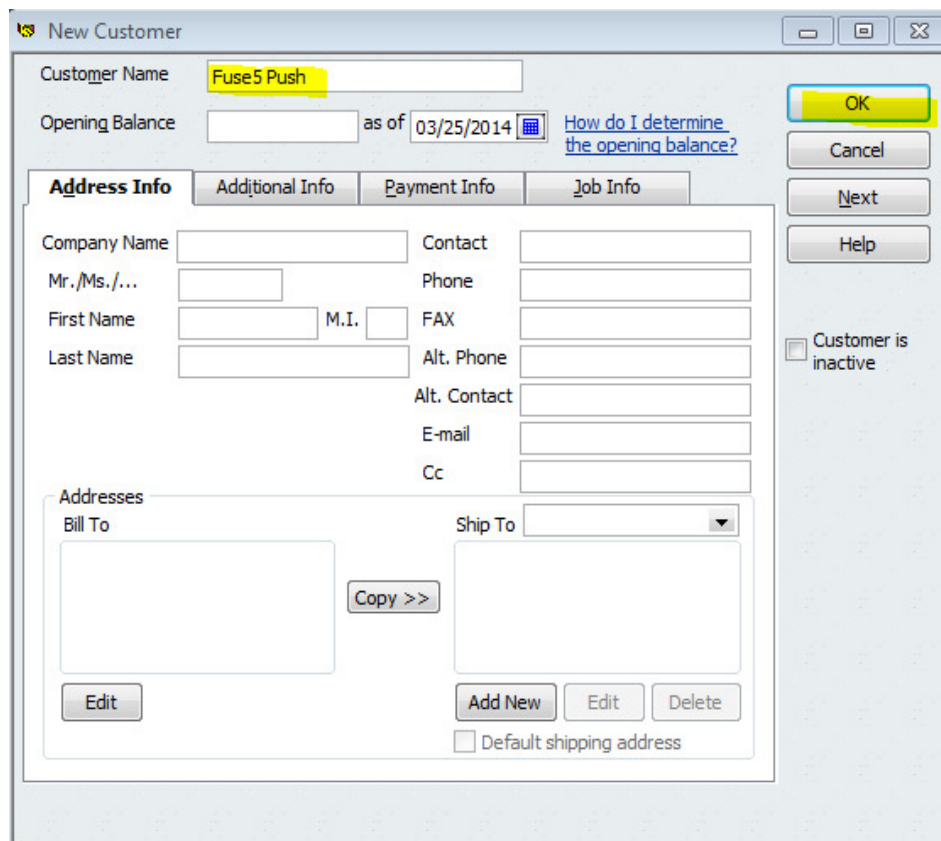 New Customer
Customer Name Fuse5 Push
Opening Balance as of 03/25/2014 How do I determine
the opening balance?
OK
Cancel
Next
Help
Customer is
inactive
Address Info Additional Info Payment Info Job Info
Company Name Contact
Mr./Ms./... Phone
First Name M.I. FAX
Last Name Alt. Phone
Alt. Contact
E-mail
Cc
Addresses
Bill To Ship To
Copy >>
Edit Add New Edit Delete
Default shipping address